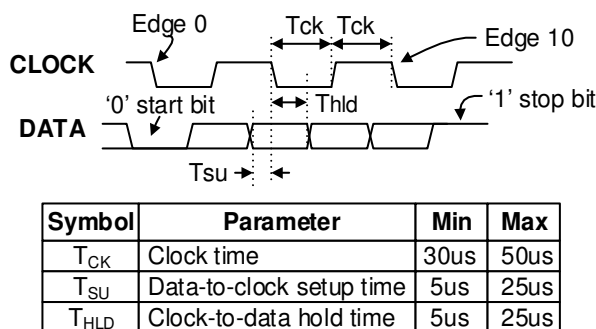 Edge 0
Tck Tck
Edge 10
CLOCK
'0' start bit
Thld
'1' stop bit
DATA
Tsu
Symbol Parameter Min Max
TCK Clock time 30us 50us
TSU Data-to-clock setup time 5us 25us
THLD Clock-to-data hold time 5us 25us